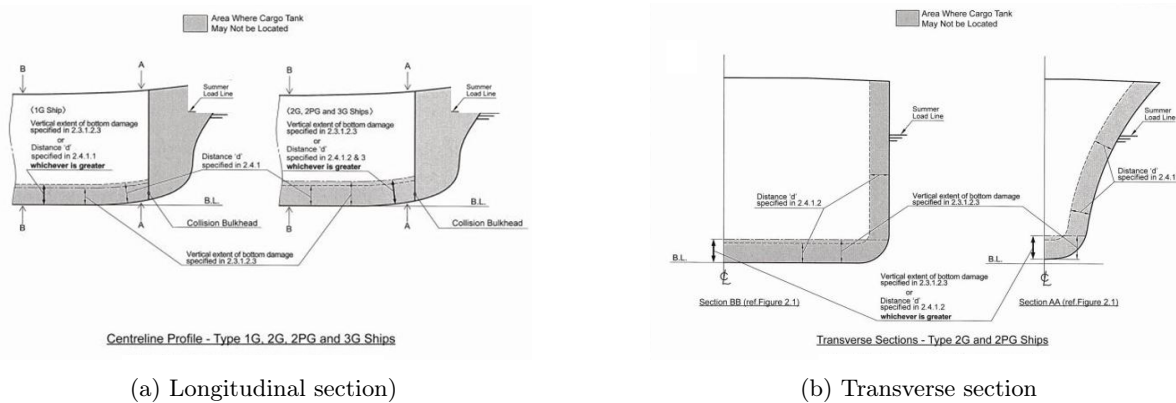 Area Where Cargo Tank
May Not be Located
B
A
B
A
Summer
Load Line
Summer
Load Line
(1G Ship)
Vertical extent of bottom damage
specified in 2.3.1.2.3
or
Distance 'd'
specified in 2.4.1.1
whichever is greater
(2G, 2PG and 3G Ships)
Vertical extent of bottom damage
specified in 2.3.1.2.3
or
Distance 'd'
specified in 2.4.1.2 & 3
whichever is greater
Distance 'd'
specified in 2.4.1
B.L.
B.L.
Collision Bulkhead
Collision Bulkhead
B
A
B
A
Vertical extent of bottom damage
specified in 2.3.1.2.3
Centreline Profile - Type 1G, 2G, 2PG and 3G Ships
(a) Longitudinal section)
Area Where Cargo Tank
May Not be Located
Summer
Load Line
Summer
Load Line
Distance 'd'
specified in 2.4.1.2
Vertical extent of bottom damage
specified in 2.3.1.2.3
Distance 'd'
specified in 2.4.1
B.L.
B.L.
Vertical extent of bottom damage
specified in 2.3.1.2.3
or
Distance 'd'
specified in 2.4.1.2
whichever is greater
℄
℄
Section BB (ref.Figure 2.1)
Section AA (ref.Figure 2.1)
Transverse Sections - Type 2G and 2PG Ships
(b) Transverse section